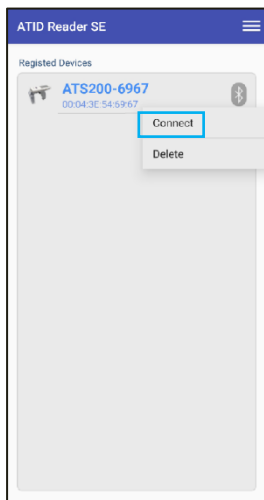 ATID Reader SE
Registed Devices
ATS200-6967
00:04:3E:54:69:67
Connect
Delete